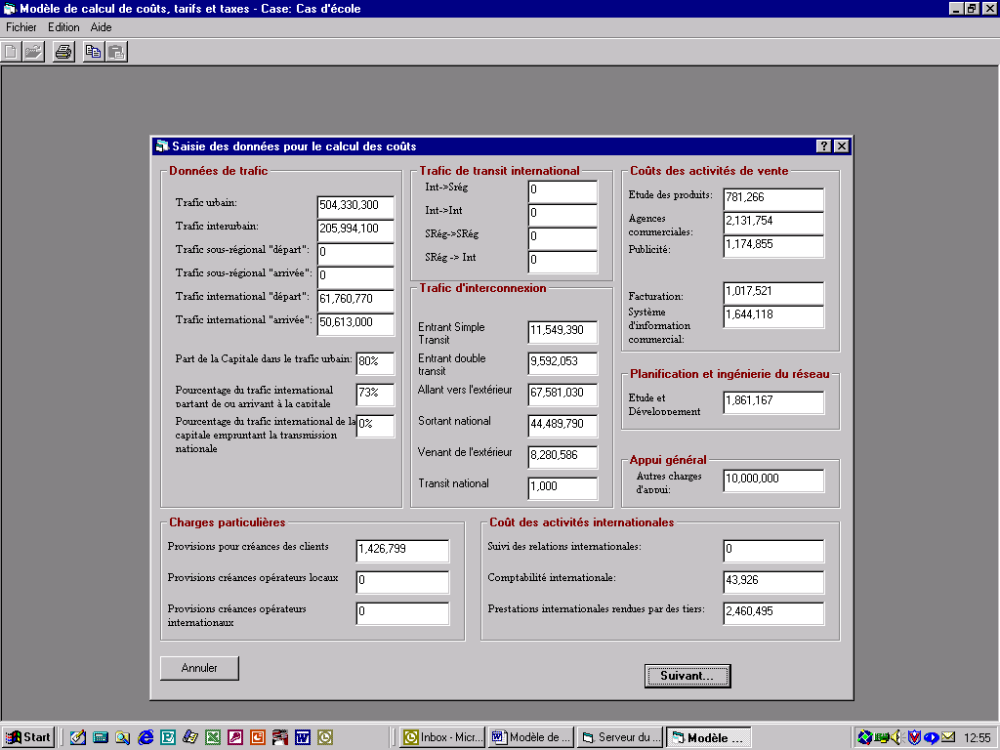 Modèle de calcul de coûts, tarifs et taxes - Case: Cas d'école
Fichier Edition Aide
Saisie des données pour le calcul des coûts
Données de trafic
Trafic urbain: 504,330,300
Trafic interurbain: 205,994,100
Trafic sous-régional "départ": 0
Trafic sous-régional "arrivée": 0
Trafic international "départ": 61,760,770
Trafic international "arrivée": 50,613,000
Part de la Capitale dans le trafic urbain: 80%
Pourcentage du trafic international
partant de ou arrivant à la capitale 73%
Pourcentage du trafic international de la
capitale empruntant la transmission
nationale 0%
Trafic de transit international
Int->Srég 0
Int->Int 0
SRég->SRég 0
SRég -> Int 0
Trafic d'interconnexion
Entrant Simple
Transit 11,549,390
Entrant double
transit 9,592,053
Allant vers l'extérieur 67,581,030
Sortant national 44,489,790
Venant de l'extérieur 8,280,586
Transit national 1,000
Coûts des activités de vente
Etude des produits: 781,266
Agences
commerciales: 2,131,754
Publicité: 1,174,855
Facturation: 1,017,521
Système
d'information
commercial: 1,644,118
Planification et ingénierie du réseau
Etude et
Développement 1,861,167
Appui général
Autres charges
d'appui: 10,000,000
Charges particulières
Provisions pour créances des clients 1,426,799
Provisions créances opérateurs locaux 0
Provisions créances opérateurs
internationaux 0
Coût des activités internationales
Suivi des relations internationales: 0
Comptabilité internationale: 43,926
Prestations internationales rendues par des tiers: 2,460,495
Annuler
Suivant...
Start
Inbox - Micr...
Modèle de ...
Serveur du ...
Modèle ...
12:55